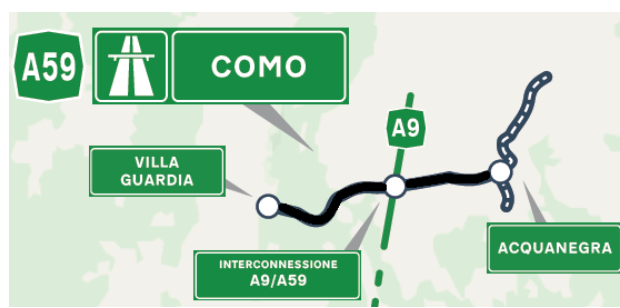 A59
COMO
A9
VILLA
GUARDIA
INTERCONNESSIONE
A9/A59
ACQUANEGRA